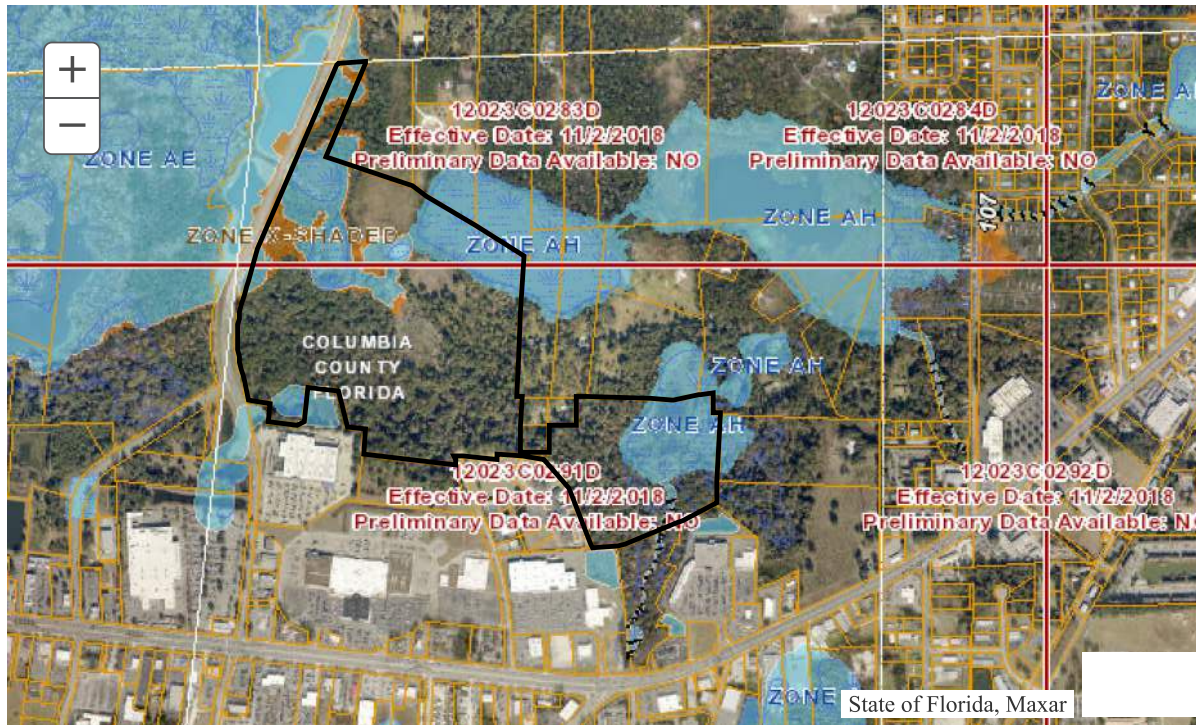 +
−
12023C0283D
Effective Date: 11/2/2018
Preliminary Data Available: NO
12023C0284D
Effective Date: 11/2/2018
Preliminary Data Available: NO
ZONE A
ZONE AE
107
ZONE AH
ZONE X-SHADED
ZONE AH
COLUMBIA
COUNTY
FLORIDA
ZONE AH
ZONE AH
12023C0291D
Effective Date: 11/2/2018
Preliminary Data Available: NO
12023C0292D
Effective Date: 11/2/2018
Preliminary Data Available: N
ZONE
State of Florida, Maxar